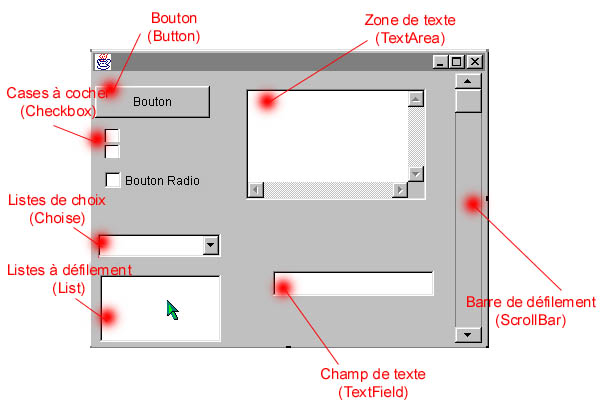 Bouton
(Button)
Zone de texte
(TextArea)
Cases à cocher
(Checkbox)
Bouton
Bouton Radio
Listes de choix
(Choise)
Listes à défilement
(List)
Barre de défilement
(ScrollBar)
Champ de texte
(TextField)